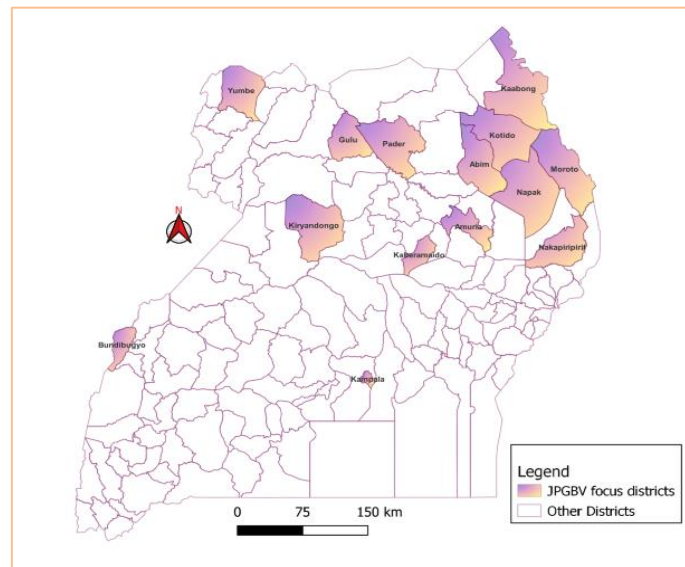 Kaabong
Yumbe
Gulu
Pader
Kotido
Abim
Moroto
Napak
N
Kiryandongo
Amuria
Kaberamaido
Nakapiripirit
Bundibugyo
Kampala
Legend
JPGBV focus districts
Other Districts
0 75 150 km